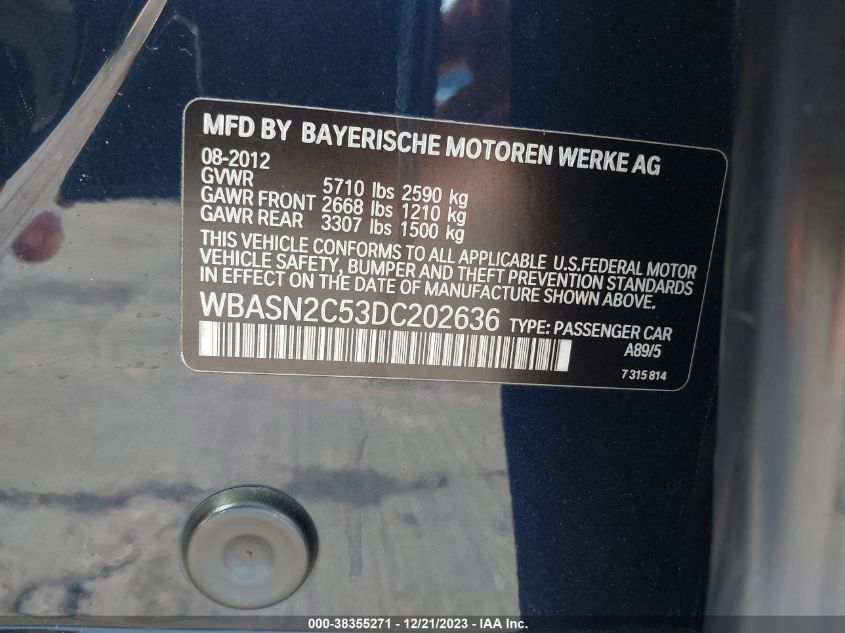 MFD BY BAYERISCHE MOTOREN WERKE AG
08-2012
GVWR 5710 lbs 2590 kg
GAWR FRONT 2668 lbs 1210 kg
GAWR REAR 3307 lbs 1500 kg
THIS VEHICLE CONFORMS TO ALL APPLICABLE U.S.FEDERAL MOTOR
VEHICLE SAFETY, BUMPER AND THEFT PREVENTION STANDARDS
IN EFFECT ON THE DATE OF MANUFACTURE SHOWN ABOVE.
WBASN2C53DC202636 TYPE: PASSENGER CAR
A89/5
7 315 814
000-38355271 - 12/21/2023 - IAA Inc.